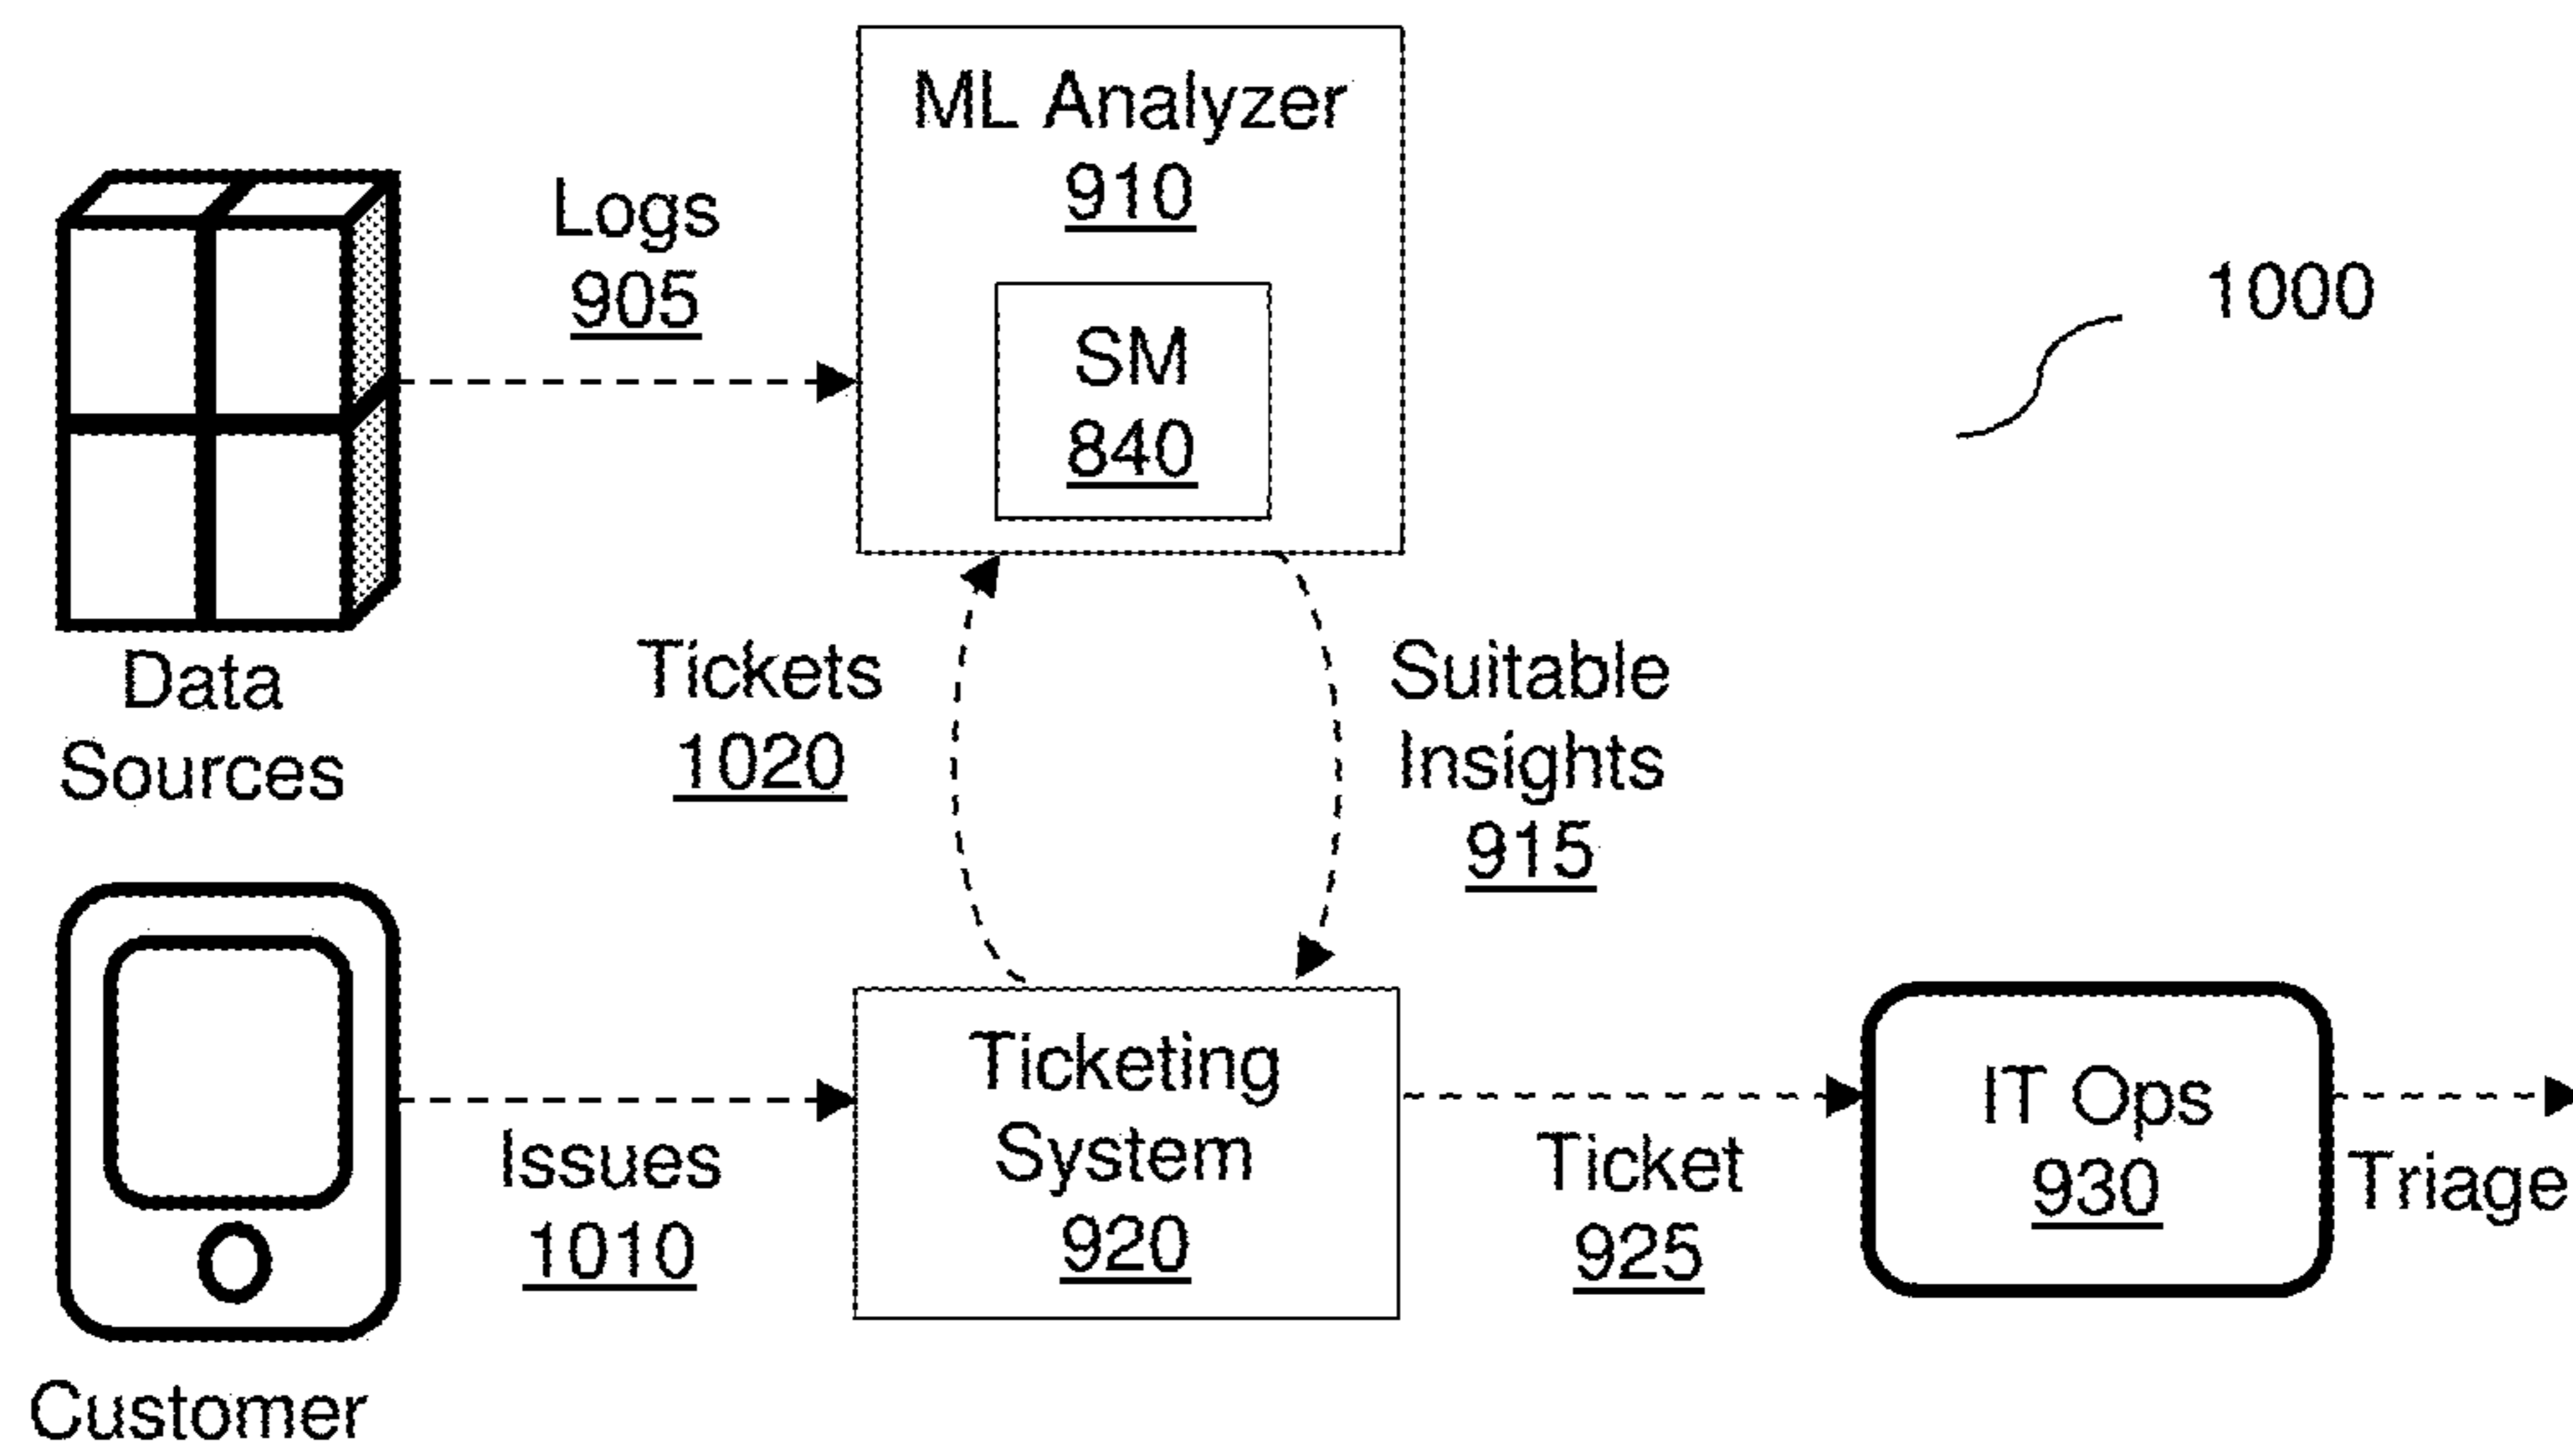 ML Analyzer
910
SM
840
Logs
905
1000
Data
Sources
Tickets
1020
Suitable
Insights
915
Customer
Issues
1010
Ticketing
System
920
Ticket
925
IT Ops
930
Triage